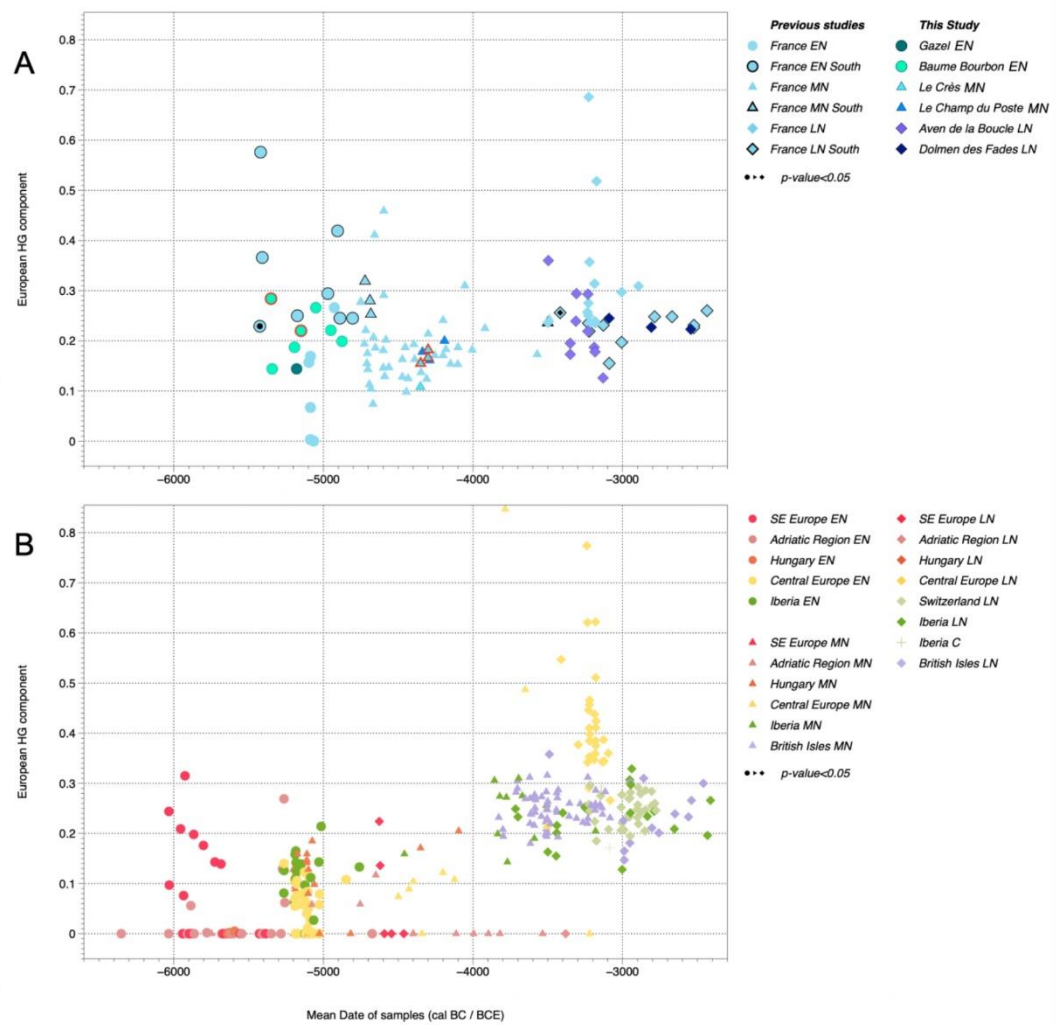 A
European HG component
0.8
0.7
0.6
0.5
0.4
0.3
0.2
0.1
0
−6000
−5000
−4000
−3000
Previous studies
France EN
France EN South
France MN
France MN South
France LN
France LN South
p-value<0.05
This Study
Gazel EN
Baume Bourbon EN
Le Crès MN
Le Champ du Poste MN
Aven de la Boucle LN
Dolmen des Fades LN
B
European HG component
0.8
0.7
0.6
0.5
0.4
0.3
0.2
0.1
0
−6000
−5000
−4000
−3000
Mean Date of samples (cal BC / BCE)
SE Europe EN
Adriatic Region EN
Hungary EN
Central Europe EN
Iberia EN
SE Europe MN
Adriatic Region MN
Hungary MN
Central Europe MN
Iberia MN
British Isles MN
p-value<0.05
SE Europe LN
Adriatic Region LN
Hungary LN
Central Europe LN
Switzerland LN
Iberia LN
Iberia C
British Isles LN